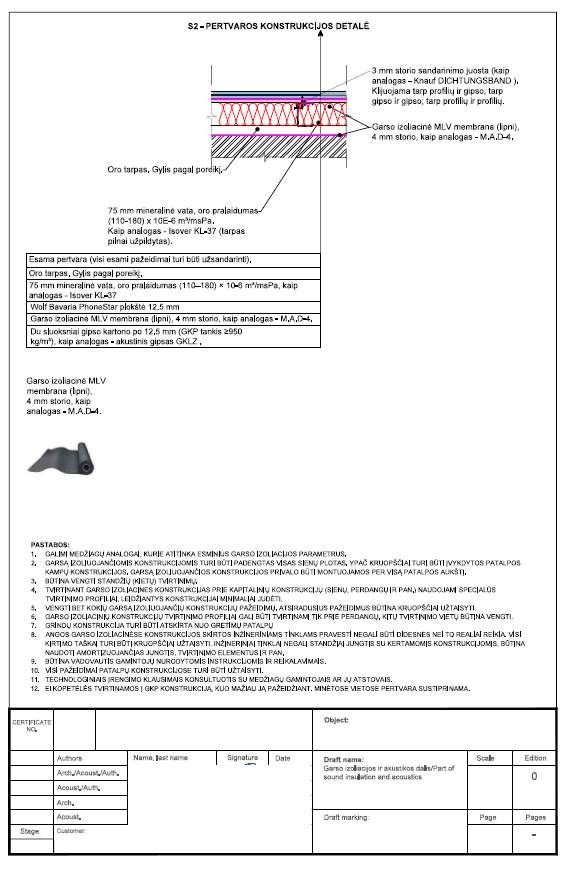 S2 – PERTVAROS KONSTRUKCIJOS DETALĖ
3 mm storio sandarinimo juosta (kaip
analogas - Knauf DICHTUNGSBAND ).
Klijuojama tarp profilių ir gipso; tarp
gipso ir gipso; tarp profilių ir profilių.
Garso izoliacinė MLV membrana (lipni),
4 mm storio, kaip analogas - M.A.D-4.
Oro tarpas, Gylis pagal poreikį,
75 mm mineralinė vata, oro pralaidumas
(110-180) x 10E-6 m³/msPa.
Kaip analogas - Isover KL-37 (tarpas
pilnai užpildytas).
Esama pertvara (visi esami pažeidimai turi būti užsandarinti),
Oro tarpas, Gylis pagal poreikį,
75 mm mineralinė vata, oro pralaidumas (110–180) × 10-6 m³/msPa, kaip
analogas - Isover KL-37
Wolf Bavaria PhoneStar plokštė 12,5 mm
Garso izoliacinė MLV membrana (lipni), 4 mm storio, kaip analogas - M.A.D-4,
Du sluoksniai gipso kartono po 12,5 mm (GKP tankis ≥950
kg/m³), kaip analogas - akustinis gipsas GKLZ .
Garso izoliacinė MLV
membrana (lipni),
4 mm storio, kaip
analogas - M.A.D-4.
PASTABOS:
1. GALIMI MEDŽIAGŲ ANALOGAI, KURIE ATITINKA ESMINIUS GARSO IZOLIACIJOS PARAMETRUS,
2. GARSĄ IZOLIUOJANČIOMIS KONSTRUKCIJOMIS TURI BŪTI PADENGTAS VISAS SIENŲ PLOTAS, YPAČ KRUOPŠČIAI TURI BŪTI ĮVYKDYTOS PATALPOS
KAMPŲ KONSTRUKCIJOS, GARSĄ IZOLIUOJANČIOS KONSTRUKCIJOS PRIVALO BŪTI MONTUOJAMOS PER VISĄ PATALPOS AUKŠTĮ,
3. BŪTINA VENGTI STANDŽIŲ (KIETŲ) TVIRTINIMŲ,
4. TVIRTINANT GARSO IZOLIACINES KONSTRUKCIJAS PRIE KAPITALINIŲ KONSTRUKCIJŲ (SIENŲ, PERDANGŲ IR PAN.) NAUDOJAMI SPECIALŪS
TVIRTINIMO PROFILIAI, LEIDŽIANTYS KONSTRUKCIJAI MINIMALIAI JUDĖTI,
5. VENGTI BET KOKIŲ GARSĄ IZOLIUOJANČIŲ KONSTRUKCIJŲ PAŽEIDIMŲ, ATSIRADUSIUS PAŽEIDIMUS BŪTINA KRUOPŠČIAI UŽTAISYTI.
6. GARSĄ IZOLIUOJANČIŲ KONSTRUKCIJŲ TVIRTINIMO PROFILIAI GALI BŪTI TVIRTINAMI TIK PRIE PERDANGŲ, KITŲ TVIRTINIMO VIETŲ BŪTINA VENGTI.
7. GRINDŲ KONSTRUKCIJA TURI BŪTI ATSKIRTA NUO GRETIMŲ PATALPŲ
8. ANGOS GARSO IZOLIACINĖSE KONSTRUKCIJOS SKIRTOS INŽINERINIAMS TINKLAMS PRAVESTI NEGALI BŪTI DIDESNĖS NEI TO REALIAI REIKIA. VISI
KIRTIMO TAŠKAI TURI BŪTI KRUOPŠČIAI UŽTAISYTI. INŽINERINIAI TINKLAI NEGALI STANDŽIAI JUNGTIS SU KERTAMOMIS KONSTRUKCIJOMIS, BŪTINA
NAUDOTI AMORTIZUOJANČIAS JUNGTIS, TVIRTINIMO ELEMENTUS IR PAN,
9. BŪTINA VADOVAUTIS GAMINTOJŲ NURODYTOMIS INSTRUKCIJOMIS IR REIKALAVIMAIS.
10. VISI PAŽEIDIMAI PATALPŲ KONSTRUKCIJOSE TURI BŪTI UŽTAISYTI.
11. TECHNOLOGINIAIS ĮRENGIMO KLAUSIMAIS KONSULTUOTIS SU MEDŽIAGŲ GAMINTOJAIS AR JŲ ATSTOVAIS.
12. EI KOPETĖLĖS TVIRTINAMOS Į GKP KONSTRUKCIJĄ, KUO MAŽIAU JĄ PAŽEIDŽIANT. MINĖTOSE VIETOSE PERTVARA SUSTIPRINAMA.
CERTIFICATE
NO.
Object:
Authors
Name, last name
Signature
Date
Draft name:
Garso izoliacijos ir akustikos dalis/Part of
sound insulation and acoustics
Scale
Edition
0
Arch./Acoust./Auth.
Acoust./Auth.
Arch.
Acoust.
Draft marking:
Page
Pages
-
Stage:
Customer: